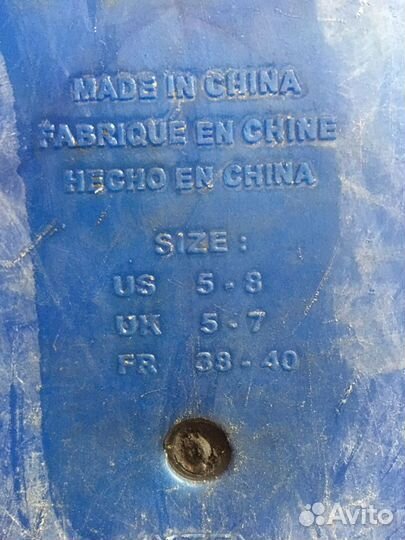 MADE IN CHINA
FABRIQUE EN CHINE
HECHO EN CHINA
SIZE :
US 5 - 8
UK 5 - 7
FR 38 - 40
Avito